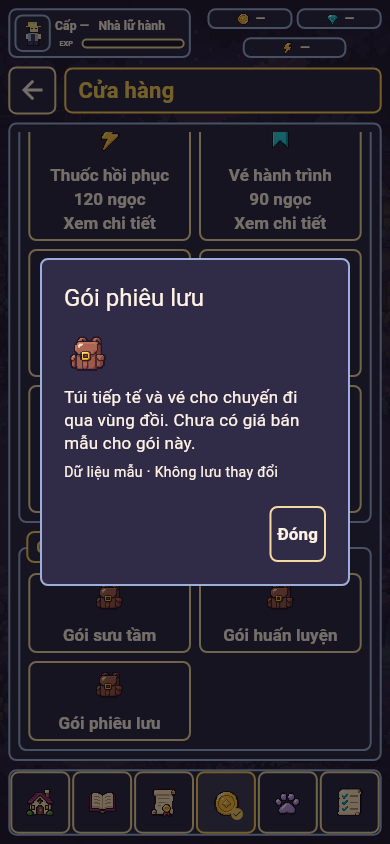 Cấp — Nhà lữ hành
EXP
—
—
—
Cửa hàng
Thuốc hồi phục
120 ngọc
Xem chi tiết
Vé hành trình
90 ngọc
Xem chi tiết
Gói phiêu lưu
Túi tiếp tế và vé cho chuyến đi
qua vùng đồi. Chưa có giá bán
mẫu cho gói này.
Dữ liệu mẫu · Không lưu thay đổi
Đóng
Gói sưu tầm
Gói huấn luyện
Gói phiêu lưu